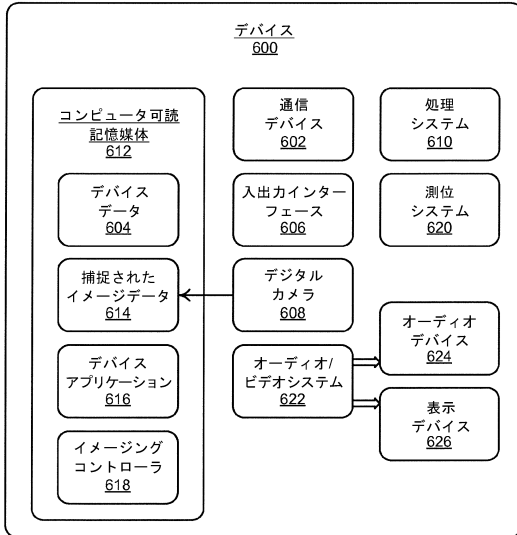 デバイス
600
コンピュータ可読
記憶媒体
612
デバイス
データ
604
捕捉された
イメージデータ
614
デバイス
アプリケーション
616
イメージング
コントローラ
618
通信
デバイス
602
処理
システム
610
入出力インター
フェース
606
測位
システム
620
デジタル
カメラ
608
オーディオ/
ビデオシステム
622
オーディオ
デバイス
624
表示
デバイス
626